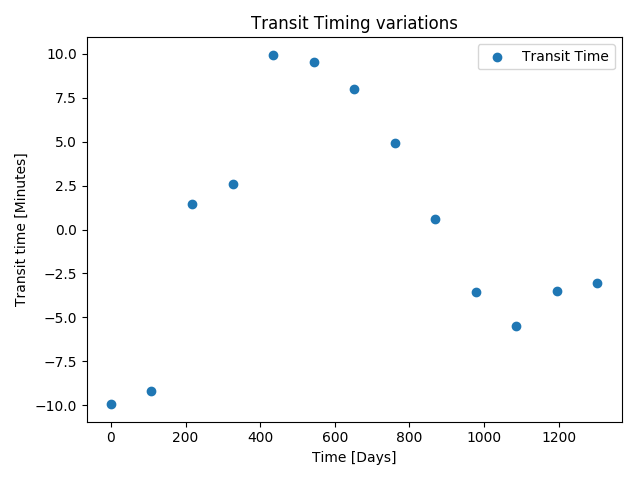 Transit Timing variations
Transit Time
Transit time [Minutes]
10.0
7.5
5.0
2.5
0.0
−2.5
−5.0
−7.5
−10.0
0 200 400 600 800 1000 1200
Time [Days]